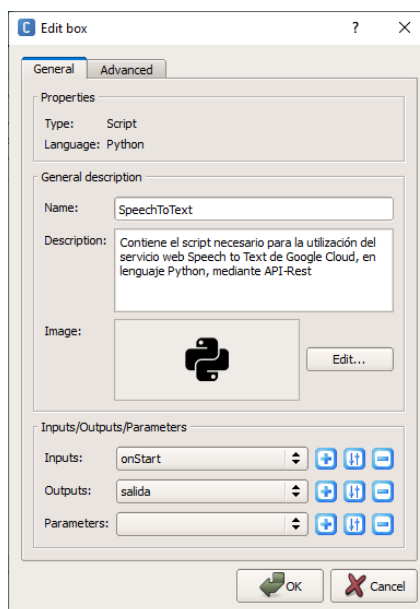 Edit box
General
Advanced
Properties
Type: Script
Language: Python
General description
Name: SpeechToText
Description: Contiene el script necesario para la utilización del
servicio web Speech to Text de Google Cloud, en
lenguaje Python, mediante API-Rest
Image:
Edit...
Inputs/Outputs/Parameters
Inputs: onStart
Outputs: salida
Parameters:
OK
Cancel